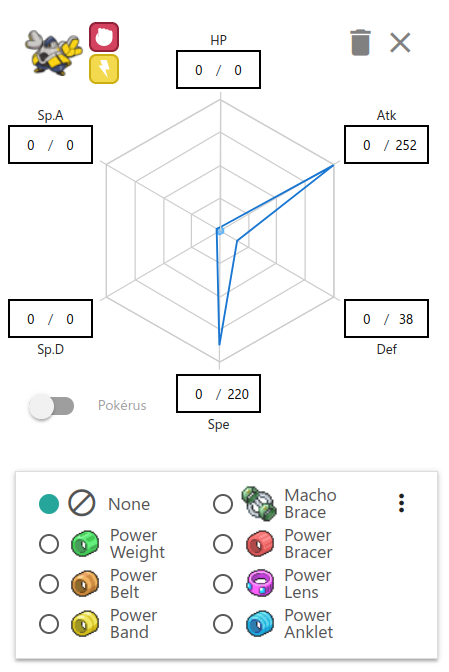 HP
0 / 0
Sp.A
0 / 0
Atk
0 / 252
0 / 0
Sp.D
0 / 38
Def
0 / 220
Spe
Pokérus
None
Macho
Brace
Power
Weight
Power
Bracer
Power
Belt
Power
Lens
Power
Band
Power
Anklet